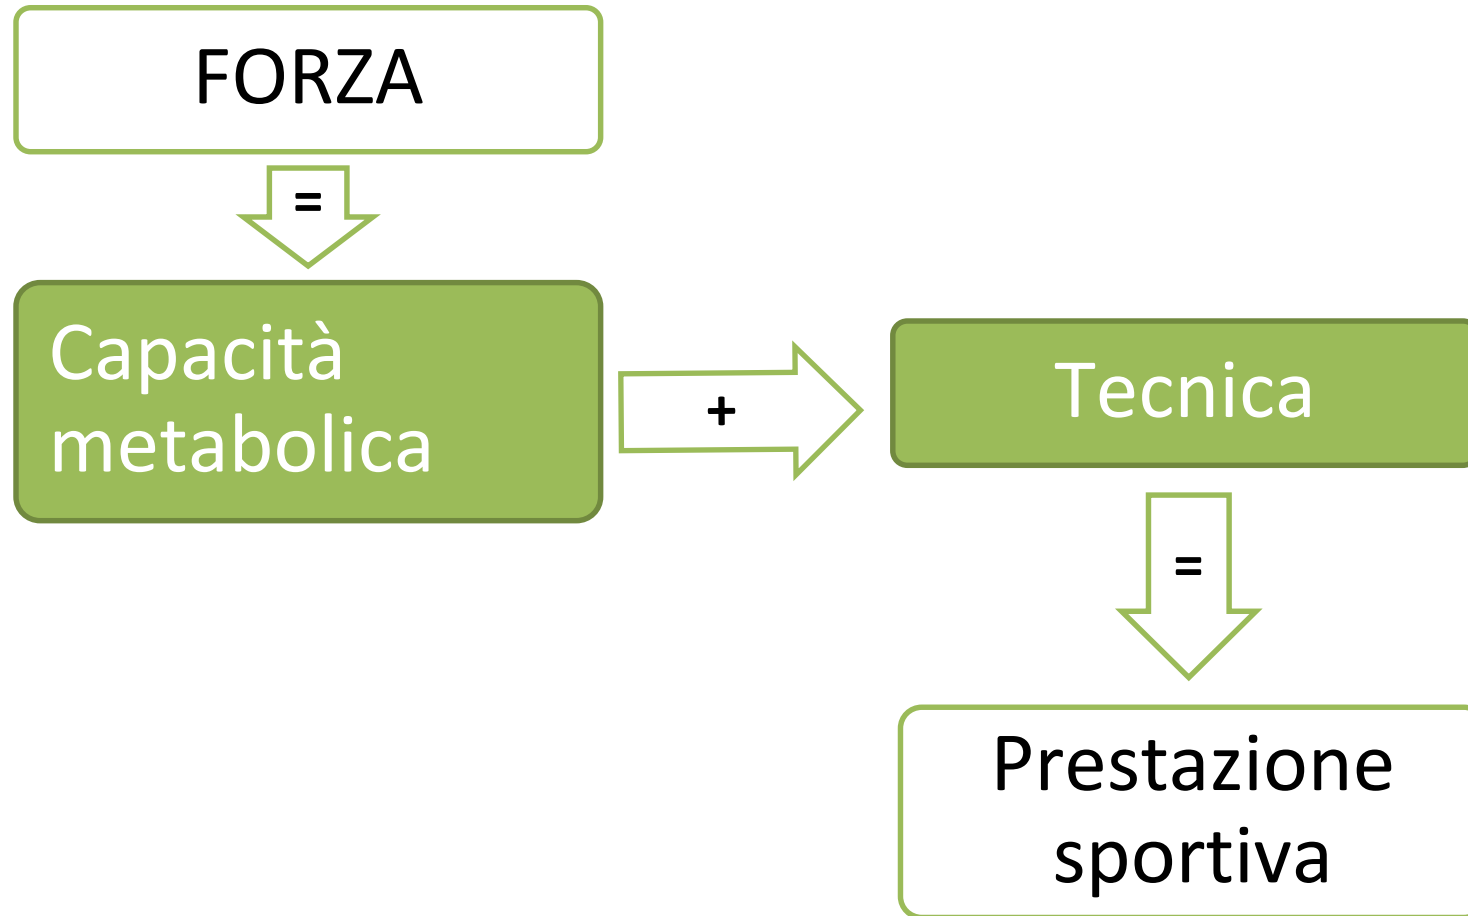 FORZA
=
Capacità
metabolica
+
Tecnica
=
Prestazione
sportiva